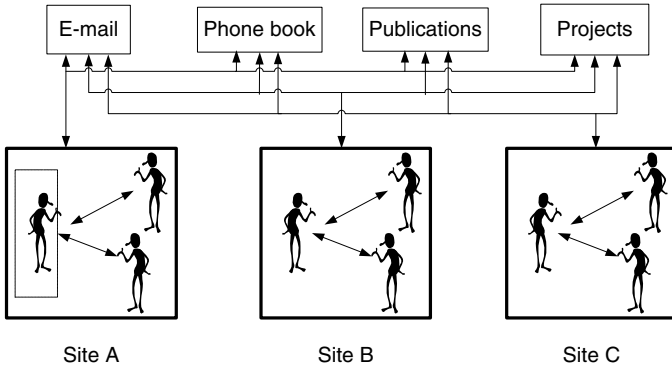 E-mail
Phone book
Publications
Projects
Site A
Site B
Site C